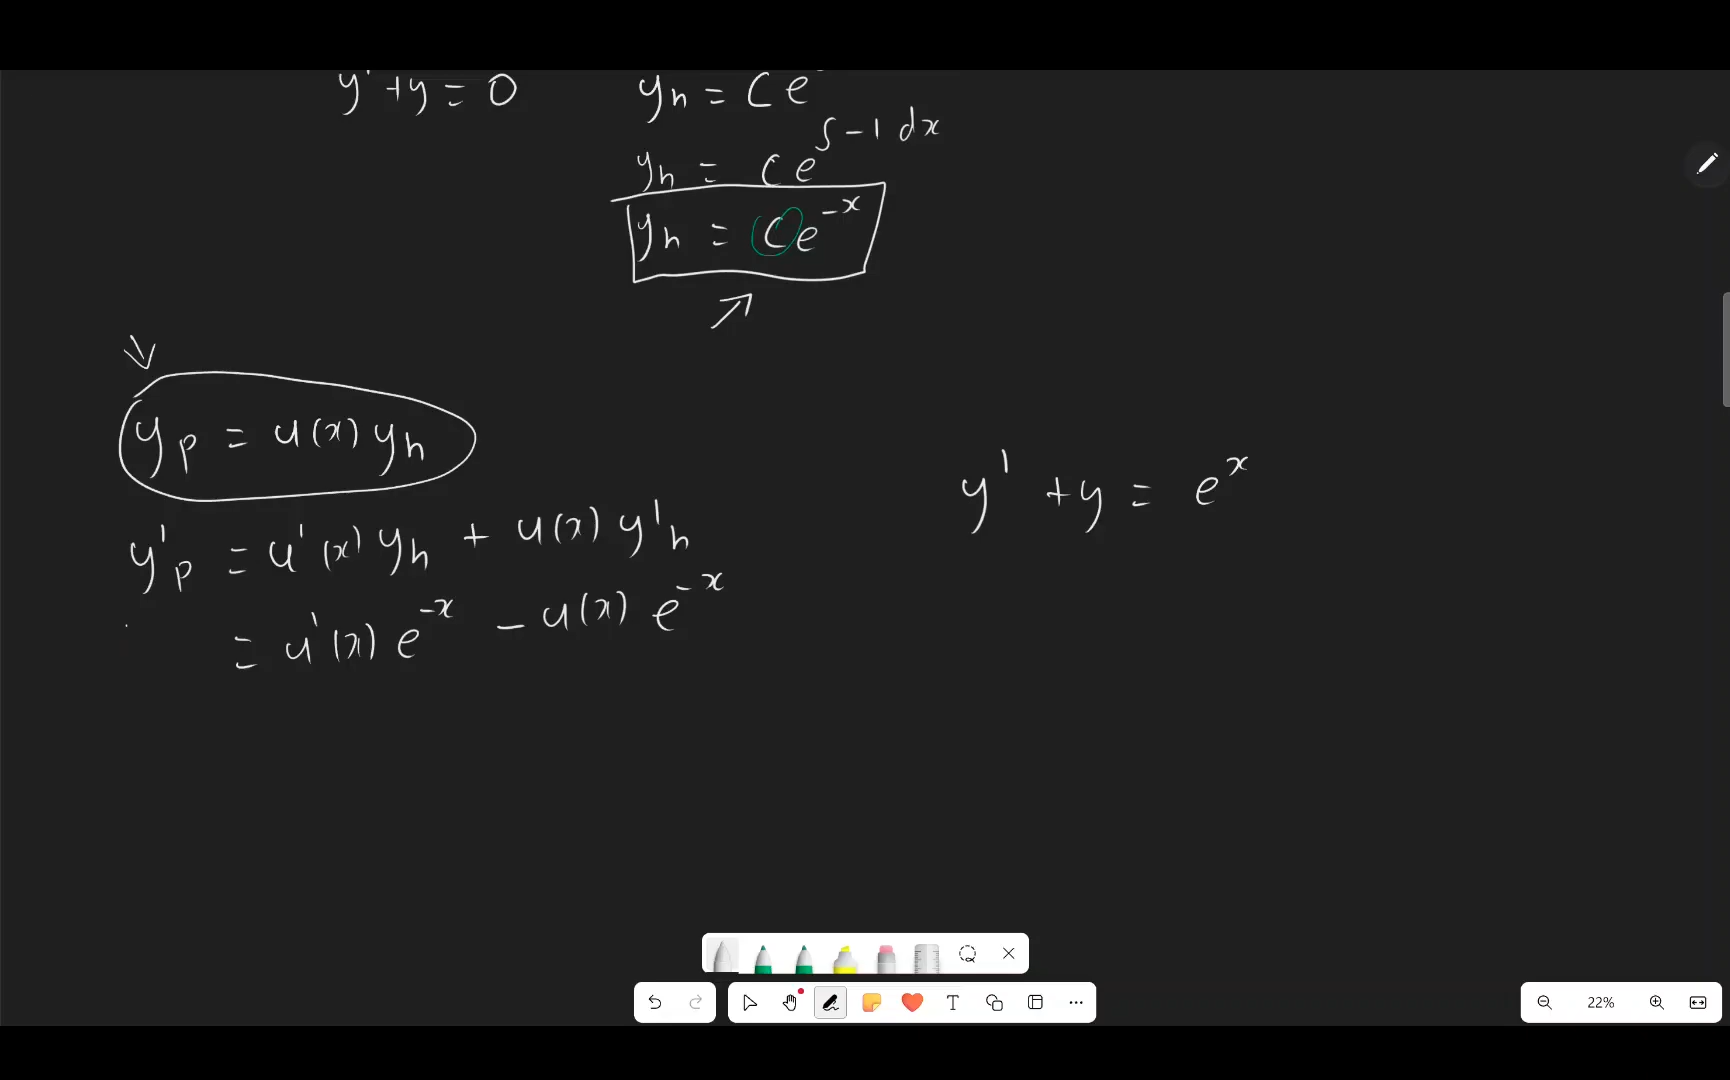 y' + y = 0
y_h = Ce
y_h = Ce^{∫ -1 dx}
y_h = Ce^{-x}
y_p = u(x) y_h
y'_p = u'(x) y_h + u(x) y'_h
= u'(x) e^{-x} - u(x) e^{-x}
y' + y = e^x
22%